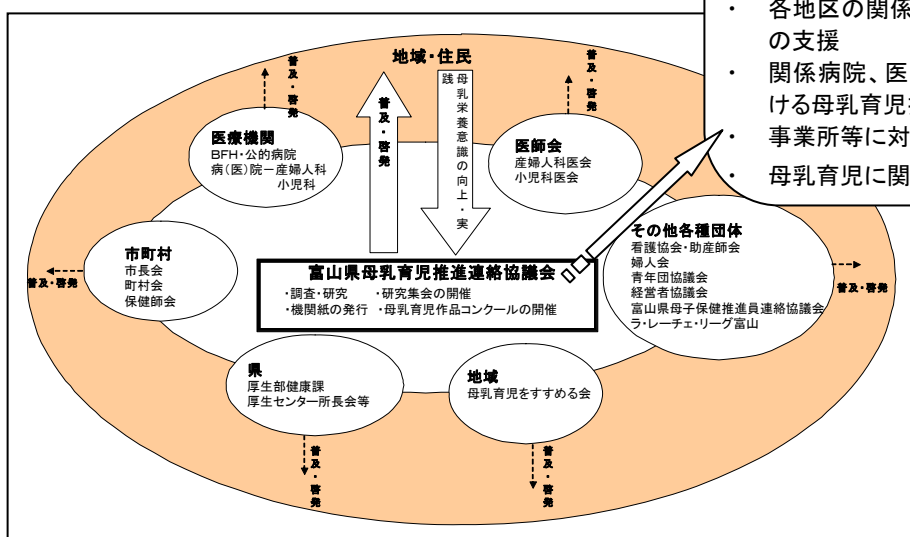 ・ 各地区の関係
の支援
・ 関係病院、医
ける母乳育児
・ 事業所等に対
・ 母乳育児に関
地域・住民
普及・啓発
母乳栄養意識の向上・実
践
普及・啓発
普及・啓発
医療機関
BFH・公的病院
病(医)院－産婦人科
小児科
医師会
産婦人科医会
小児科医会
市町村
市長会
町村会
保健師会
普及・啓発
その他各種団体
看護協会・助産師会
婦人会
青年団協議会
経営者協議会
富山県母子保健推進員連絡協議会
ラ・レーチェ・リーグ富山
普及・啓発
富山県母乳育児推進連絡協議会
・調査・研究 ・研究集会の開催
・機関紙の発行 ・母乳育児作品コンクールの開催
県
厚生部健康課
厚生センター所長会等
普及・啓発
地域
母乳育児をすすめる会
普及・啓発